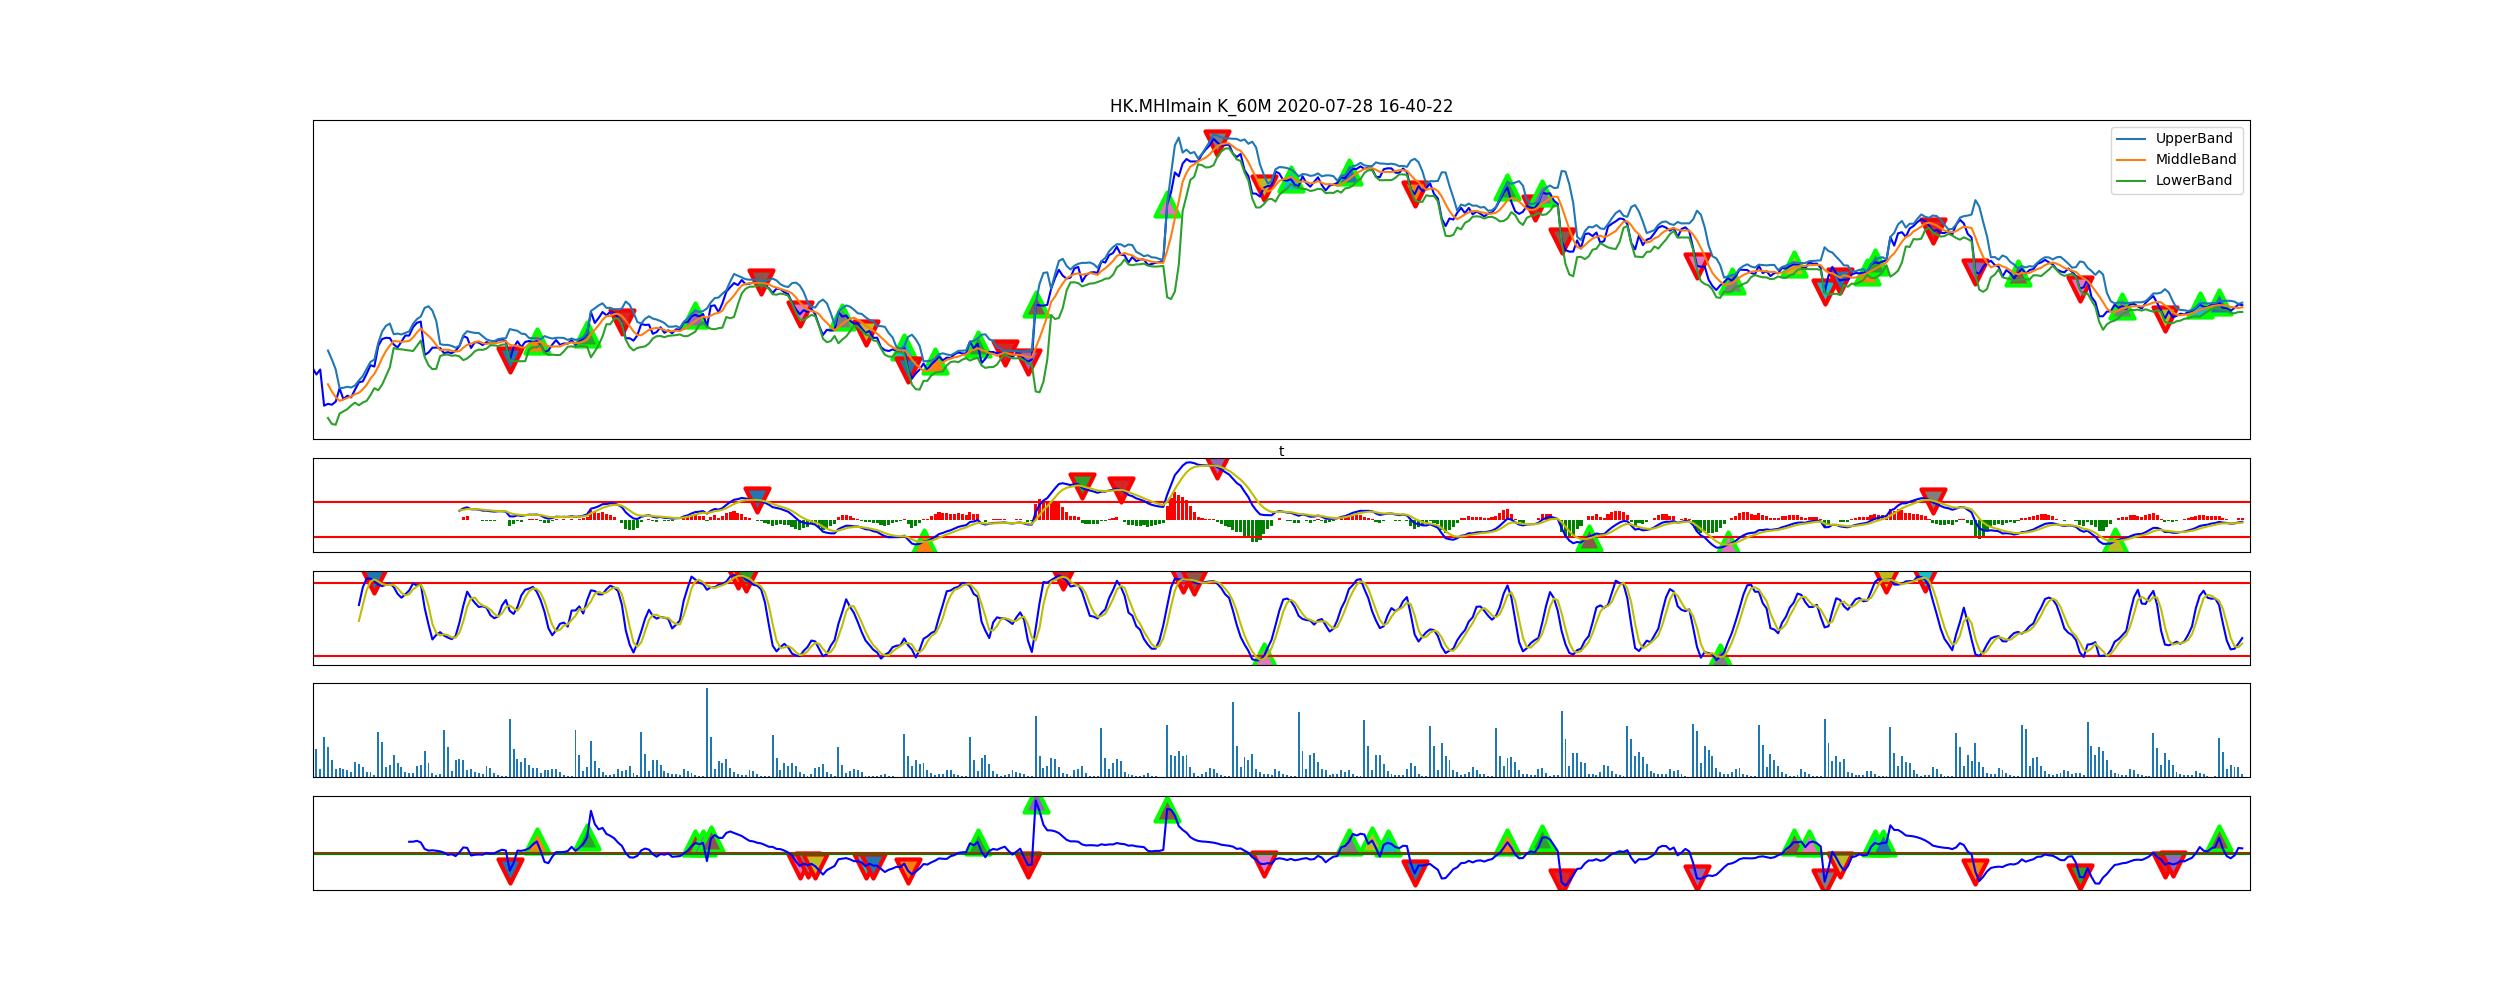 HK.MHImain K_60M 2020-07-28 16-40-22
UpperBand
MiddleBand
LowerBand
t